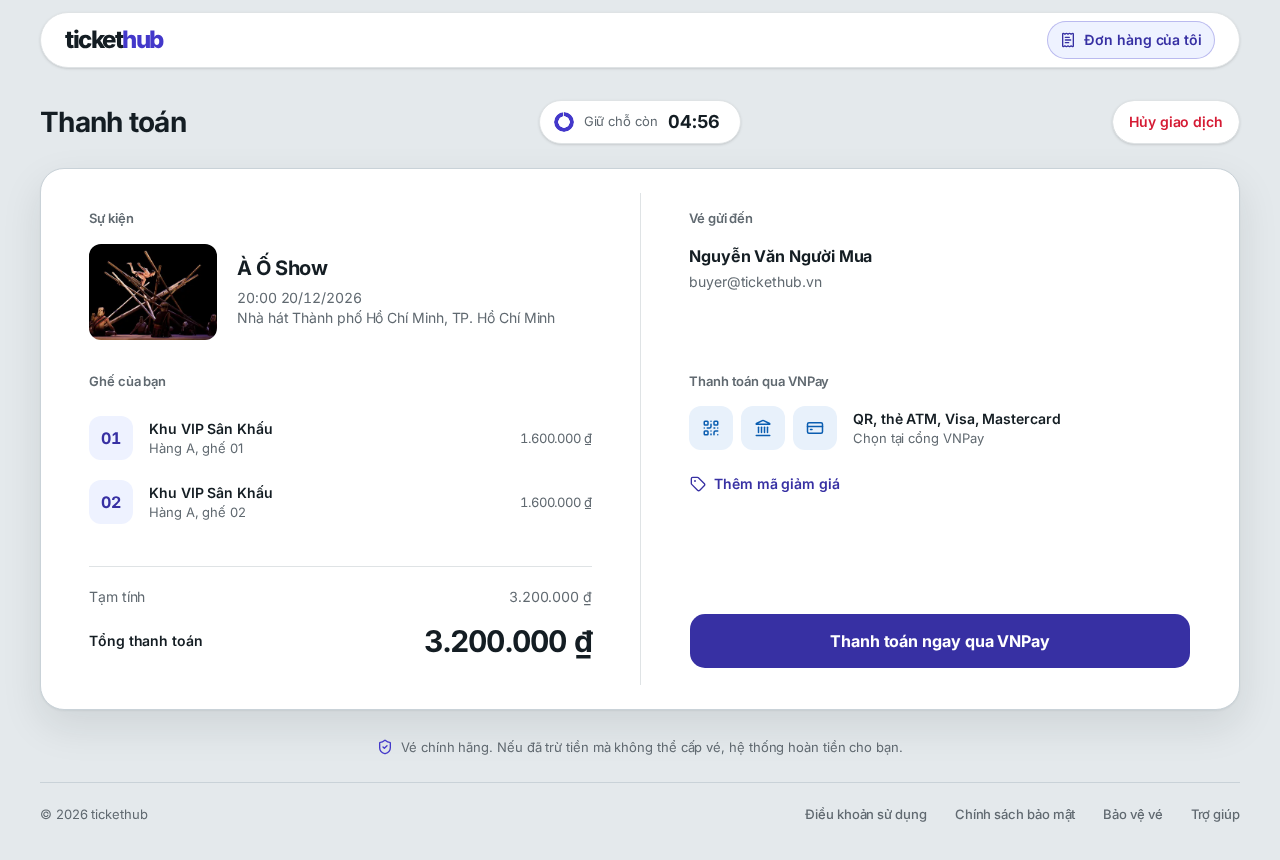 tickethub
Đơn hàng của tôi
Thanh toán
Giữ chỗ còn 04:56
Hủy giao dịch
Sự kiện
À Ố Show
20:00 20/12/2026
Nhà hát Thành phố Hồ Chí Minh, TP. Hồ Chí Minh
Ghế của bạn
01
Khu VIP Sân Khấu
Hàng A, ghế 01
1.600.000 ₫
02
Khu VIP Sân Khấu
Hàng A, ghế 02
1.600.000 ₫
Tạm tính 3.200.000 ₫
Tổng thanh toán 3.200.000 ₫
Vé gửi đến
Nguyễn Văn Người Mua
buyer@tickethub.vn
Thanh toán qua VNPay
QR, thẻ ATM, Visa, Mastercard
Chọn tại cổng VNPay
Thêm mã giảm giá
Thanh toán ngay qua VNPay
Vé chính hãng. Nếu đã trừ tiền mà không thể cấp vé, hệ thống hoàn tiền cho bạn.
© 2026 tickethub
Điều khoản sử dụng
Chính sách bảo mật
Bảo vệ vé
Trợ giúp